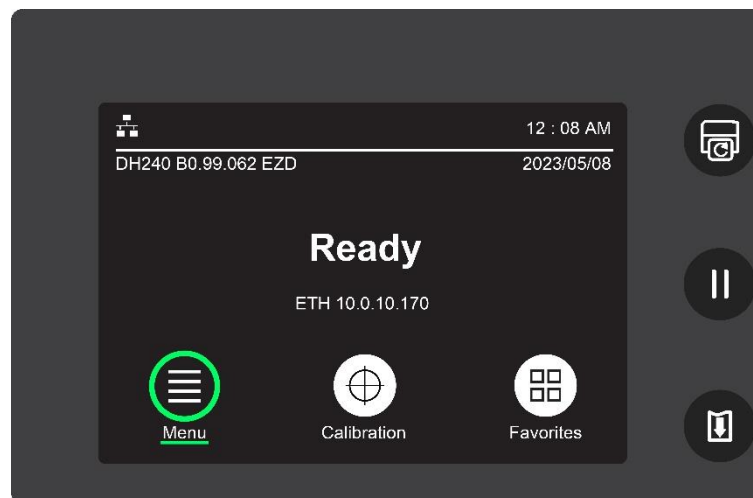 12 : 08 AM
DH240 B0.99.062 EZD 2023/05/08
Ready
ETH 10.0.10.170
Menu Calibration Favorites